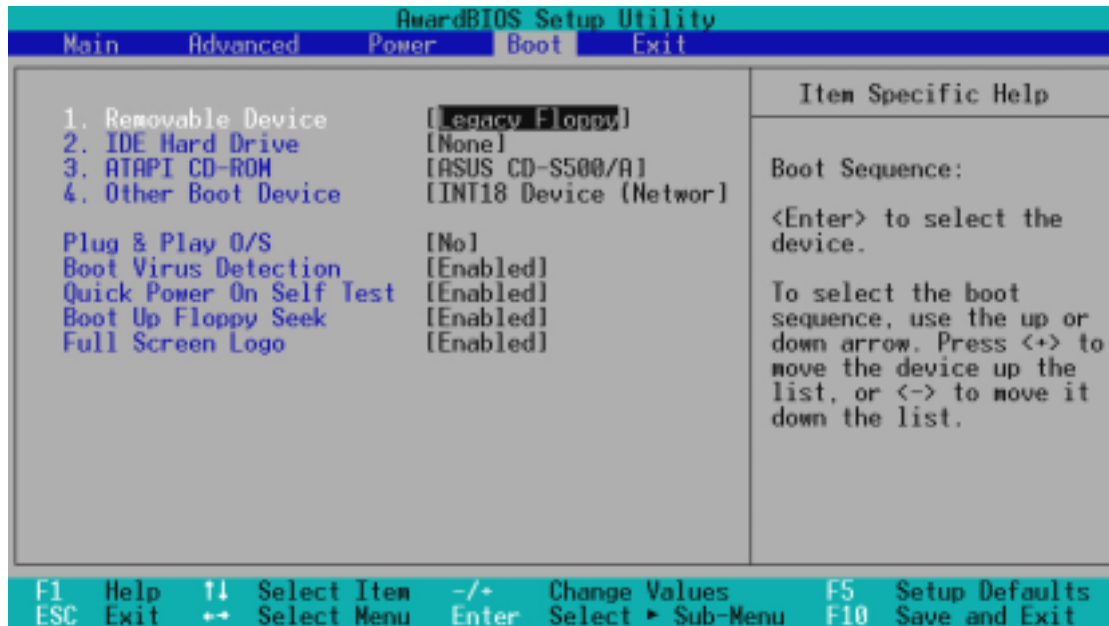 AwardBIOS Setup Utility
Main Advanced Power Boot Exit
1. Removable Device [Legacy Floppy]
2. IDE Hard Drive [None]
3. ATAPI CD-ROM [ASUS CD-S500/A]
4. Other Boot Device [INT18 Device (Networ]
Plug & Play O/S [No]
Boot Virus Detection [Enabled]
Quick Power On Self Test [Enabled]
Boot Up Floppy Seek [Enabled]
Full Screen Logo [Enabled]
Item Specific Help
Boot Sequence:
<Enter> to select the
device.
To select the boot
sequence, use the up or
down arrow. Press <+> to
move the device up the
list, or <-> to move it
down the list.
F1 Help ↑↓ Select Item -/+ Change Values F5 Setup Defaults
ESC Exit ←→ Select Menu Enter Select ► Sub-Menu F10 Save and Exit